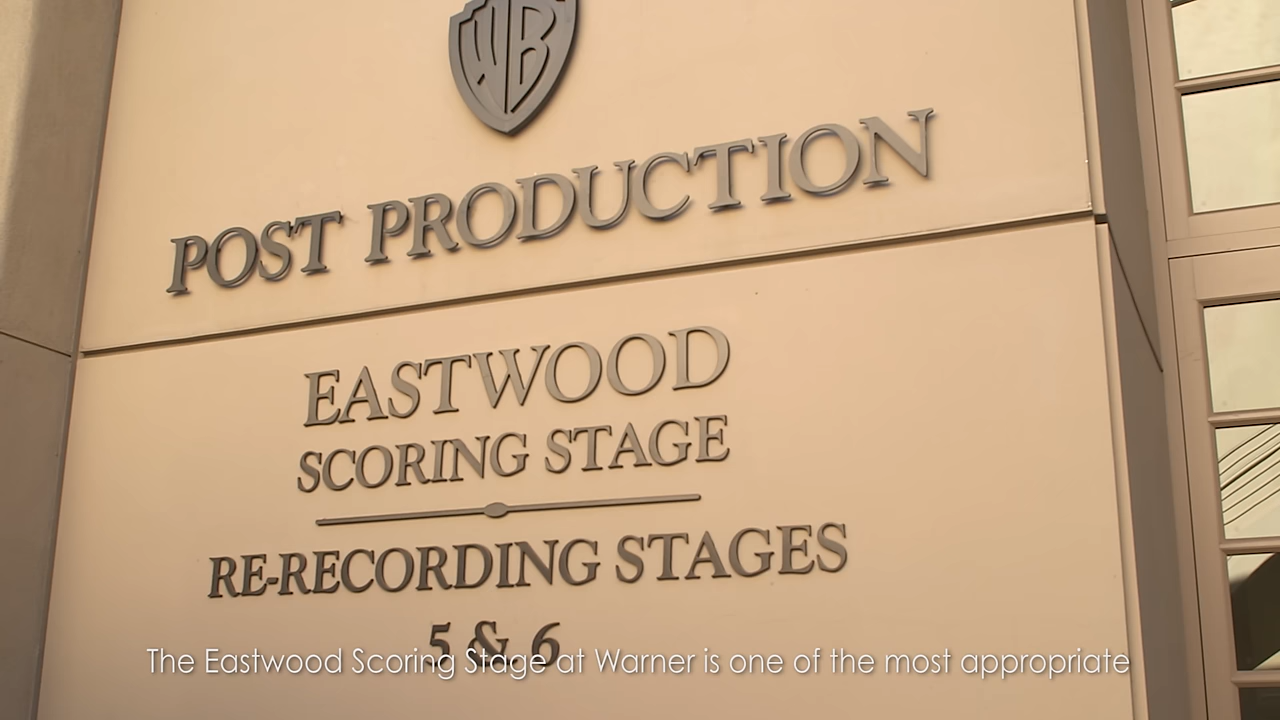 WB
POST PRODUCTION
EASTWOOD
SCORING STAGE
RE-RECORDING STAGES
5 & 6
The Eastwood Scoring Stage at Warner is one of the most appropriate